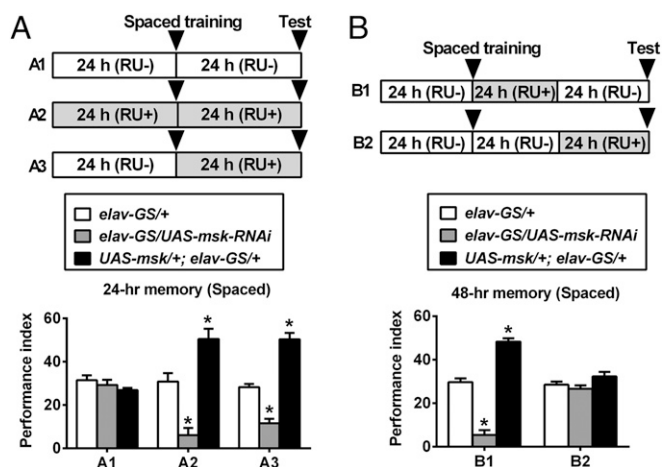 A
Spaced training
Test
A1 24 h (RU-) 24 h (RU-)
A2 24 h (RU+) 24 h (RU+)
A3 24 h (RU-) 24 h (RU+)
elav-GS/+
elav-GS/UAS-msk-RNAi
UAS-msk/+; elav-GS/+
24-hr memory (Spaced)
Performance index
60
40
20
0
* * * *
A1 A2 A3
B
Spaced training
Test
B1 24 h (RU-) 24 h (RU+) 24 h (RU-)
B2 24 h (RU-) 24 h (RU-) 24 h (RU+)
elav-GS/+
elav-GS/UAS-msk-RNAi
UAS-msk/+; elav-GS/+
48-hr memory (Spaced)
Performance index
60
40
20
0
* *
B1 B2